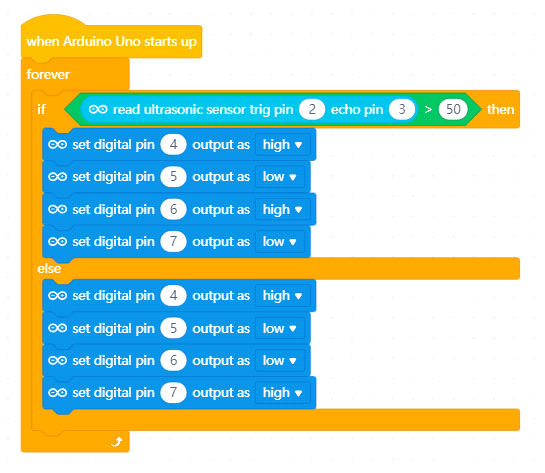 when Arduino Uno starts up
forever
if read ultrasonic sensor trig pin 2 echo pin 3 > 50 then
set digital pin 4 output as high
set digital pin 5 output as low
set digital pin 6 output as high
set digital pin 7 output as low
else
set digital pin 4 output as high
set digital pin 5 output as low
set digital pin 6 output as low
set digital pin 7 output as high